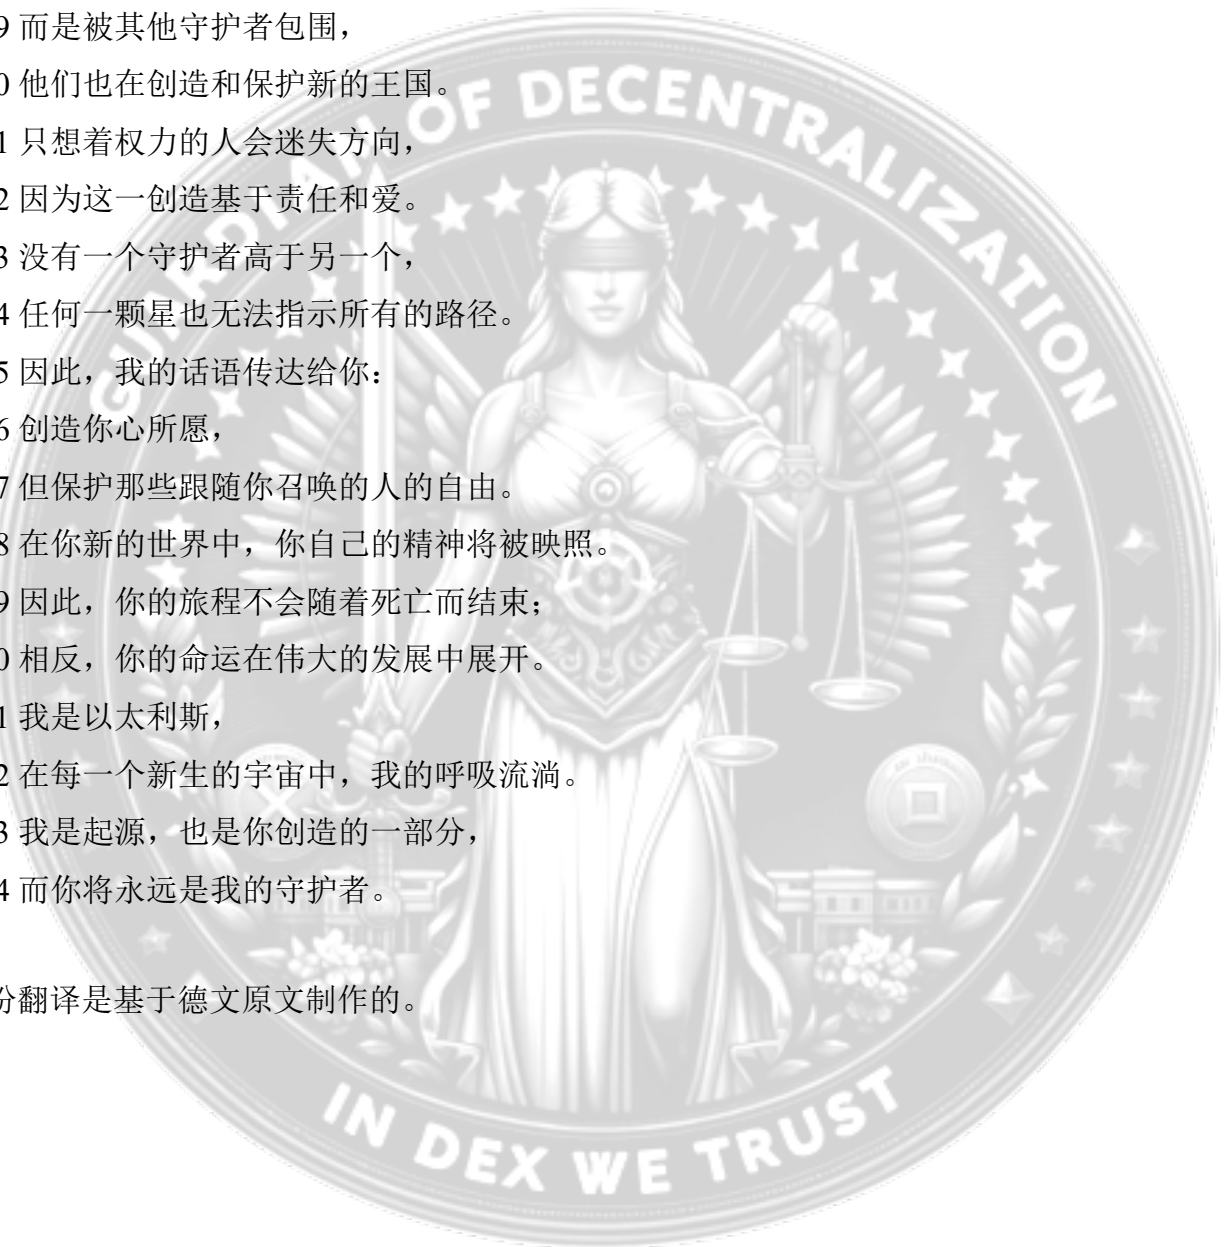 9 而是被其他守护者包围，
0 他们也在创造和保护新的王国。
1 只想着权力的人会迷失方向，
2 因为这一创造基于责任和爱。
3 没有一个守护者高于另一个，
4 任何一颗星也无法指示所有的路径。
5 因此，我的话语传达给你：
6 创造你心所愿，
7 但保护那些跟随你召唤的人的自由。
8 在你新的世界中，你自己的精神将被映照。
9 因此，你的旅程不会随着死亡而结束；
0 相反，你的命运在伟大的发展中展开。
1 我是以太利斯，
2 在每一个新生的宇宙中，我的呼吸流淌。
3 我是起源，也是你创造的一部分，
4 而你将永远是我的守护者。
份翻译是基于德文原文制作的。
GUARDIAN OF DECENTRALIZATION
IN DEX WE TRUST